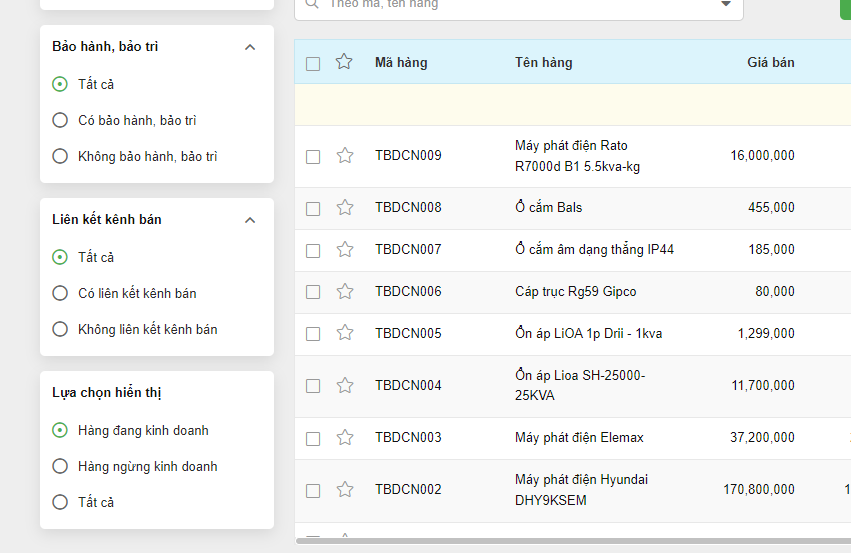 Theo mã, tên hàng
Bảo hành, bảo trì
Tất cả
Có bảo hành, bảo trì
Không bảo hành, bảo trì
Liên kết kênh bán
Tất cả
Có liên kết kênh bán
Không liên kết kênh bán
Lựa chọn hiển thị
Hàng đang kinh doanh
Hàng ngừng kinh doanh
Tất cả
Mã hàng Tên hàng Giá bán
TBDCN009 Máy phát điện Rato R7000d B1 5.5kva-kg 16,000,000
TBDCN008 Ổ cắm Bals 455,000
TBDCN007 Ổ cắm âm dạng thẳng IP44 185,000
TBDCN006 Cáp trục Rg59 Gipco 80,000
TBDCN005 Ổn áp LiOA 1p Drii - 1kva 1,299,000
TBDCN004 Ổn áp Lioa SH-25000-25KVA 11,700,000
TBDCN003 Máy phát điện Elemax 37,200,000
TBDCN002 Máy phát điện Hyundai DHY9KSEM 170,800,000